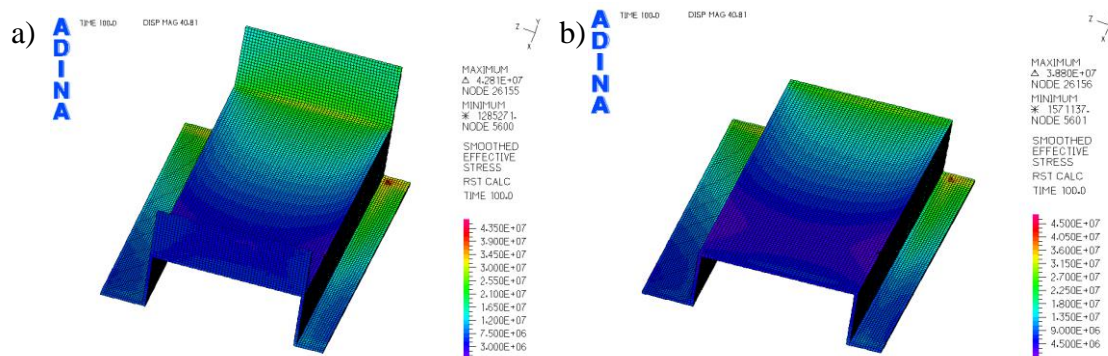 a)
ADINA
TIME 100.0 DISP MAG 40.81
Z Y
X
MAXIMUM
Δ 4.281E+07
NODE 26155
MINIMUM
* 1285271.
NODE 5600
SMOOTHED
EFFECTIVE
STRESS
RST CALC
TIME 100.0
4.350E+07
3.900E+07
3.450E+07
3.000E+07
2.550E+07
2.100E+07
1.650E+07
1.200E+07
7.500E+06
3.000E+06
b)
ADINA
TIME 100.0 DISP MAG 40.81
Z Y
X
MAXIMUM
Δ 3.880E+07
NODE 26156
MINIMUM
* 1571137.
NODE 5601
SMOOTHED
EFFECTIVE
STRESS
RST CALC
TIME 100.0
4.500E+07
4.050E+07
3.600E+07
3.150E+07
2.700E+07
2.250E+07
1.800E+07
1.350E+07
9.000E+06
4.500E+06